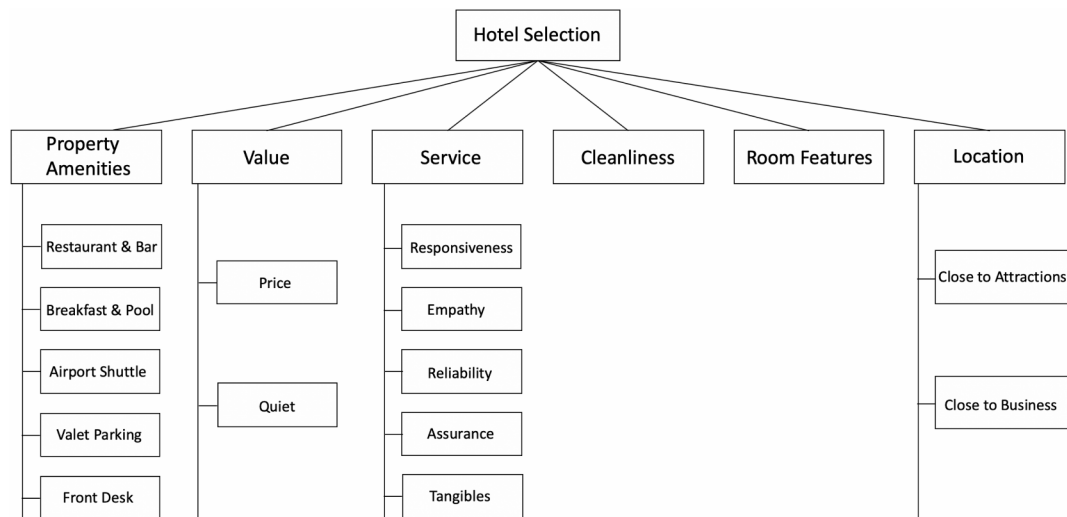 Hotel Selection
Property
Amenities
Value
Service
Cleanliness
Room Features
Location
Restaurant & Bar
Breakfast & Pool
Airport Shuttle
Valet Parking
Front Desk
Price
Quiet
Responsiveness
Empathy
Reliability
Assurance
Tangibles
Close to Attractions
Close to Business